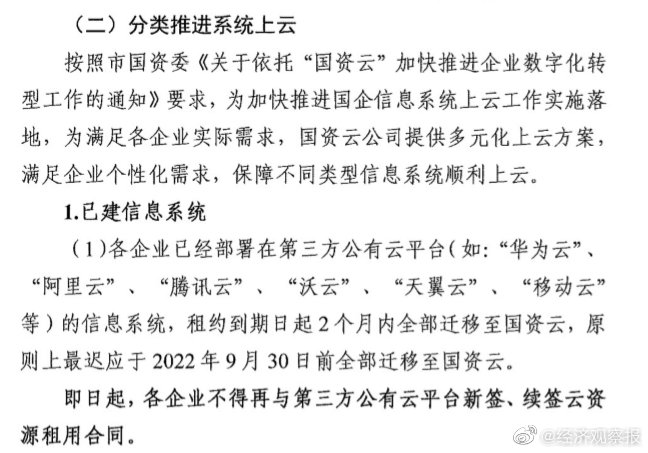 （二）分类推进系统上云
按照市国资委《关于依托“国资云”加快推进企业数字化转
型工作的通知》要求，为加快推进国企信息系统上云工作实施落
地，为满足各企业实际需求，国资云公司提供多元化上云方案，
满足企业个性化需求，保障不同类型信息系统顺利上云。
1.已建信息系统
（1）各企业已经部署在第三方公有云平台（如：“华为云”、
“阿里云”、“腾讯云”、“沃云”、“天翼云”、“移动云”
等）的信息系统，租约到期日起 2 个月内全部迁移至国资云，原
则上最迟应于 2022 年 9 月 30 日前全部迁移至国资云。
即日起，各企业不得再与第三方公有云平台新签、续签云资
源租用合同。
@经济观察报